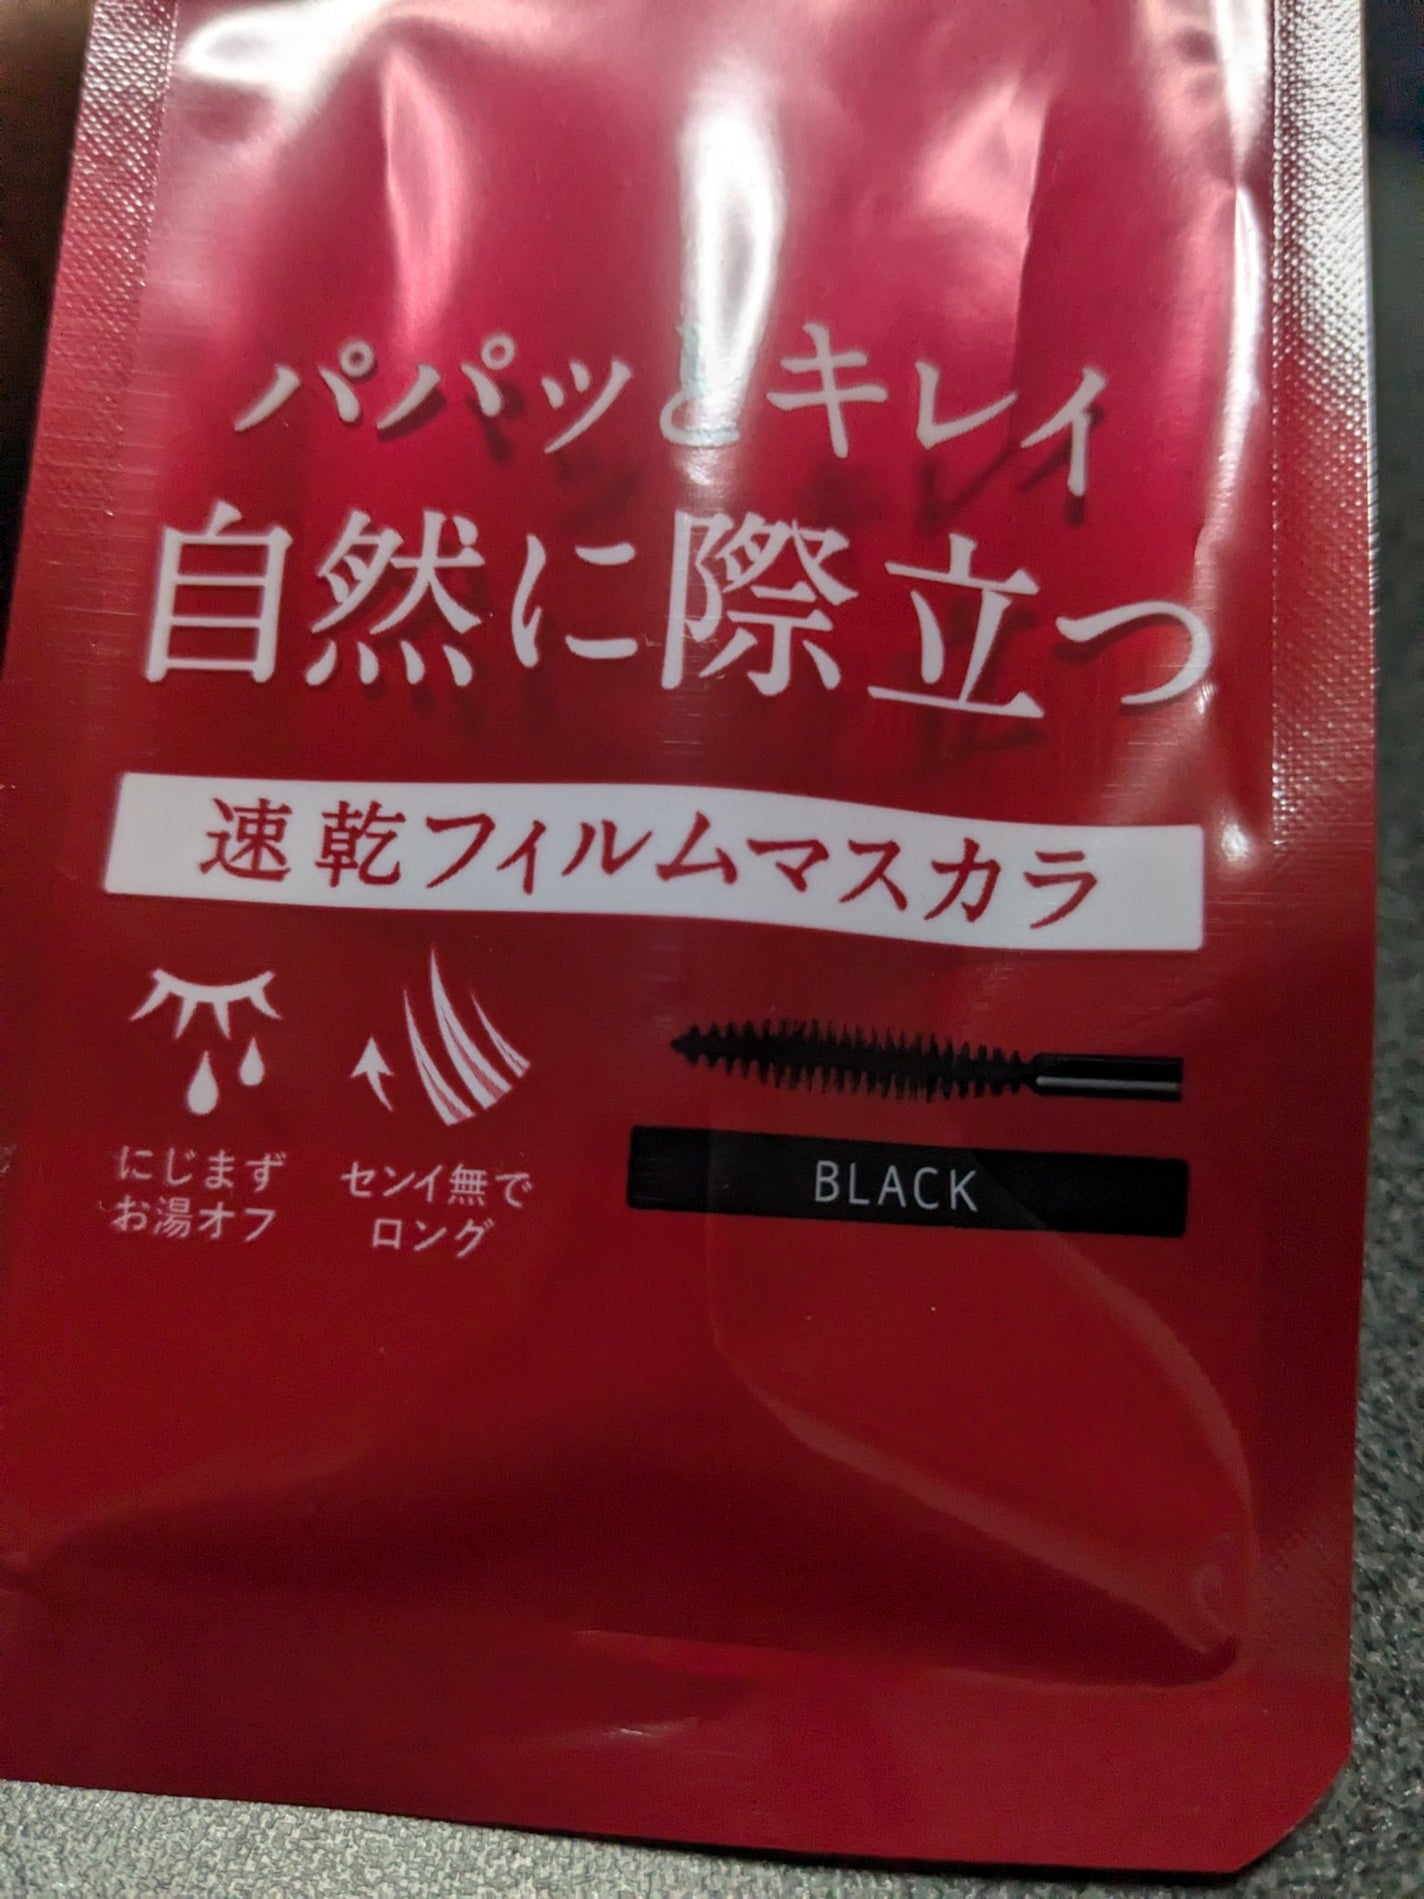 パパッとキレイ
自然に際立つ
速乾フィルムマスカラ
にじまず
お湯オフ
センイ無で
ロング
BLACK